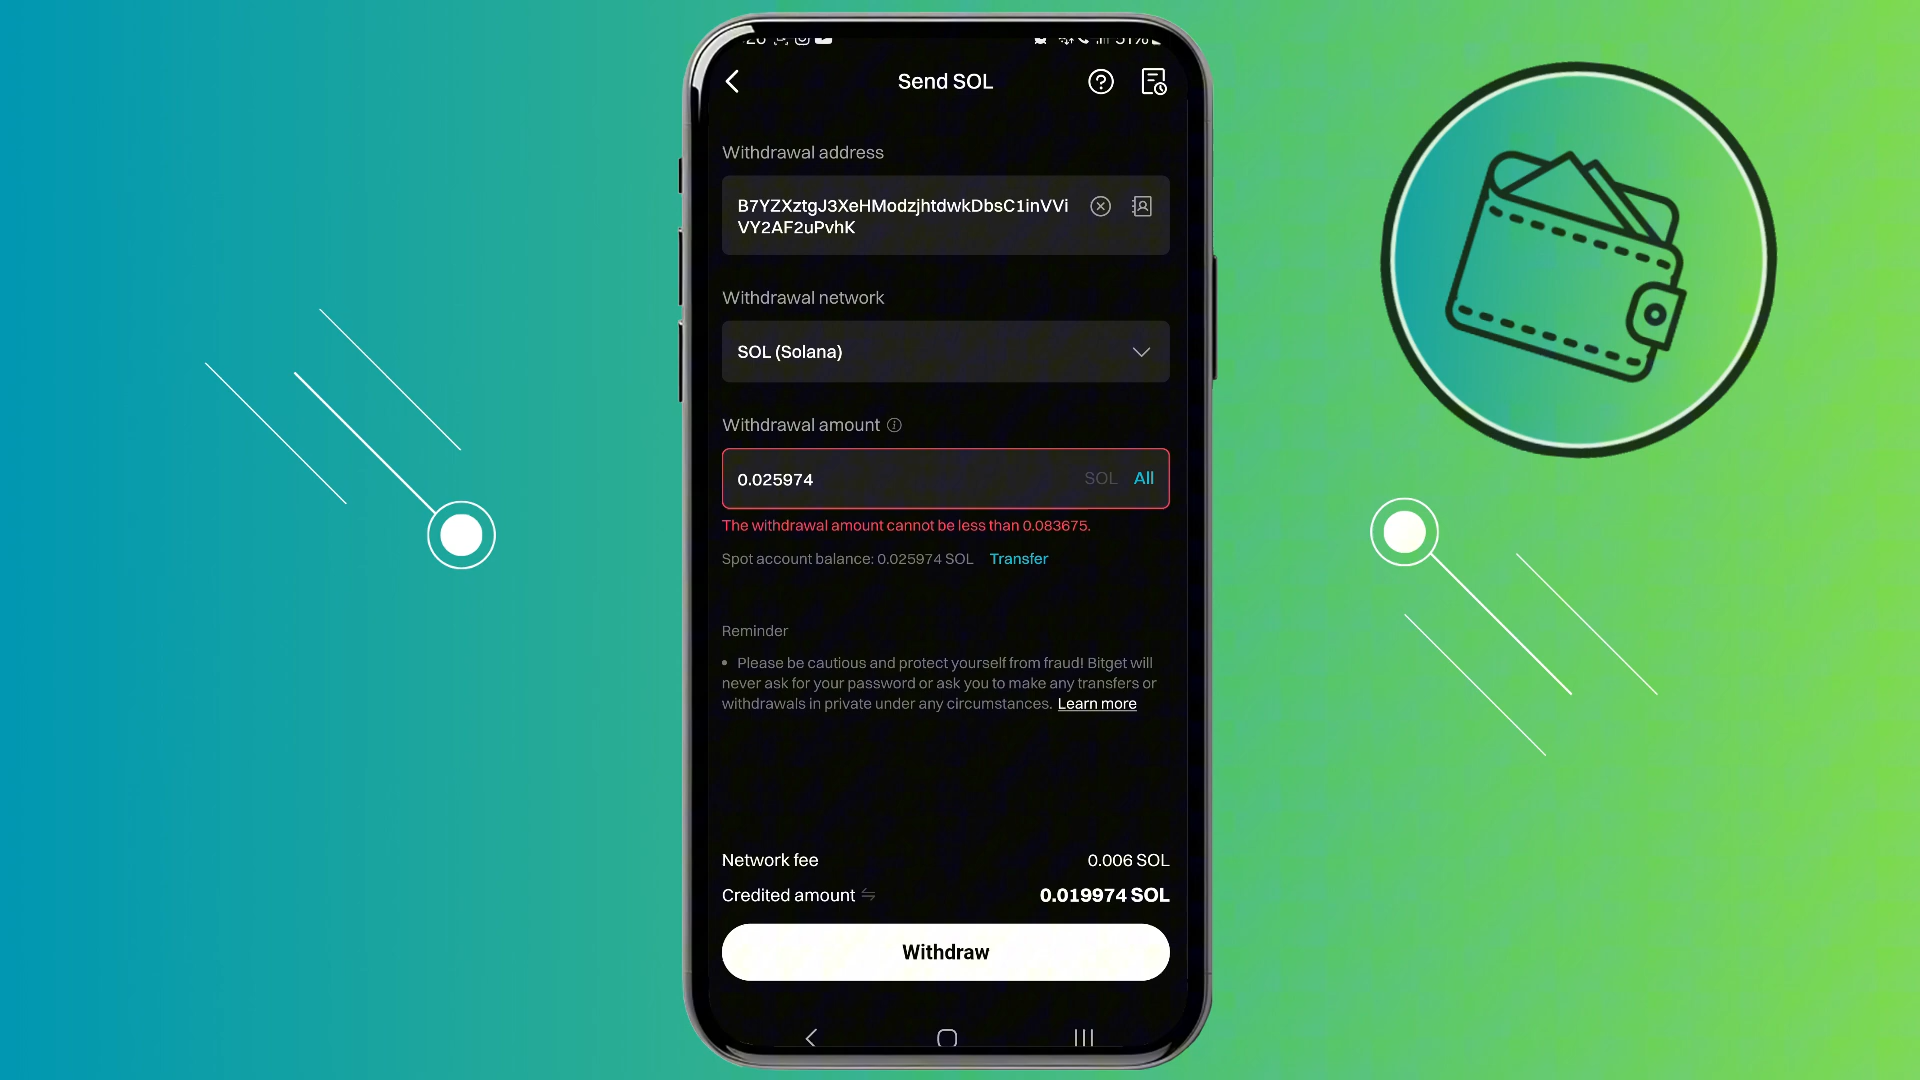 Send SOL
Withdrawal address
B7YZXztgJ3XeHModzjhtdwkDbsC1inVVi
VY2AF2uPvhK
Withdrawal network
SOL (Solana)
Withdrawal amount
0.025974 SOL All
The withdrawal amount cannot be less than 0.083675.
Spot account balance: 0.025974 SOL Transfer
Reminder
• Please be cautious and protect yourself from fraud! Bitget will
never ask for your password or ask you to make any transfers or
withdrawals in private under any circumstances. Learn more
Network fee 0.006 SOL
Credited amount 0.019974 SOL
Withdraw